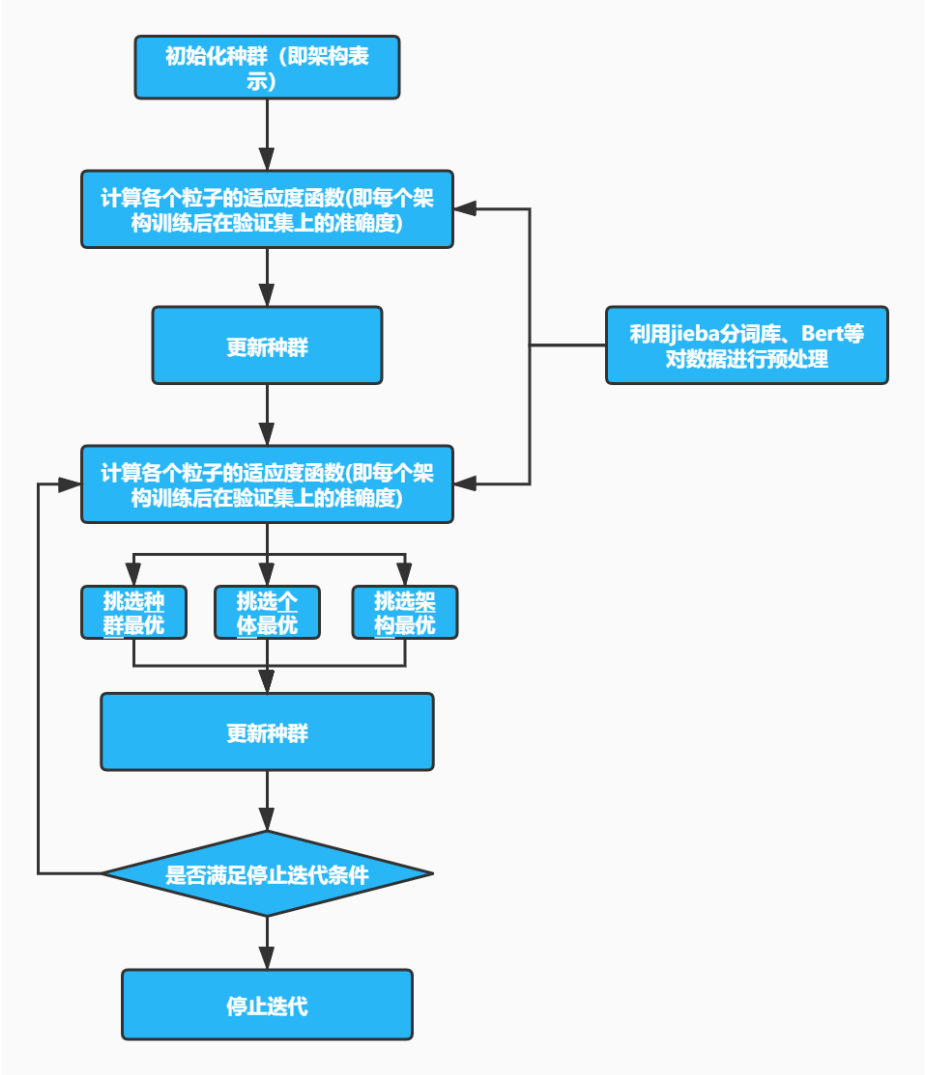 初始化种群（即架构表
示）
计算各个粒子的适应度函数(即每个架
构训练后在验证集上的准确度)
更新种群
利用jieba分词库、Bert等
对数据进行预处理
计算各个粒子的适应度函数(即每个架
构训练后在验证集上的准确度)
挑选种
群最优
挑选个
体最优
挑选架
构最优
更新种群
是否满足停止迭代条件
停止迭代